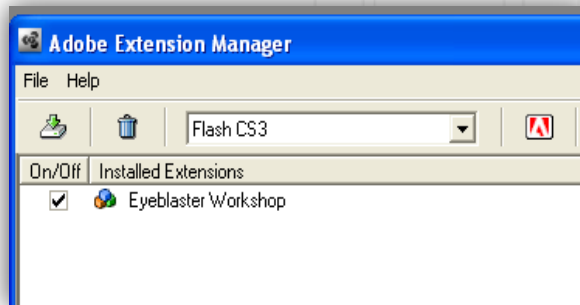 Adobe Extension Manager
File Help
Flash CS3
On/Off Installed Extensions
Eyeblaster Workshop